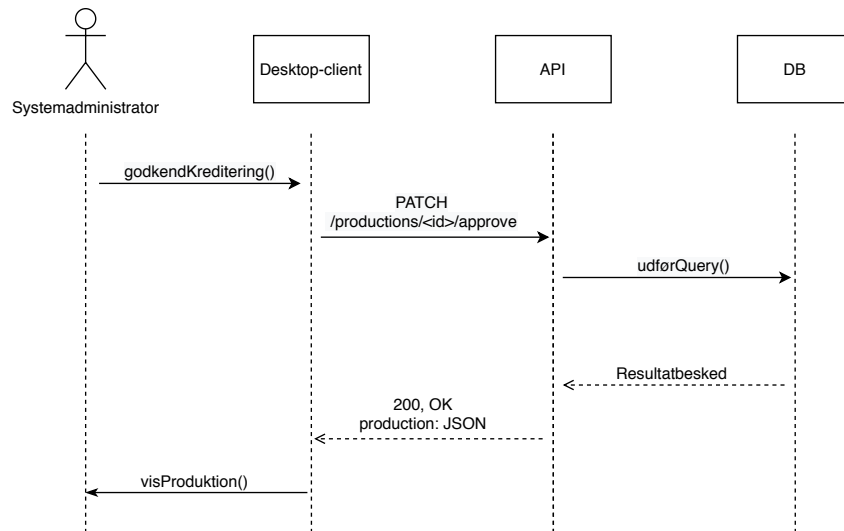 Systemadministrator
Desktop-client
API
DB
godkendKreditering()
PATCH
/productions/<id>/approve
udførQuery()
Resultatbesked
200, OK
production: JSON
visProduktion()